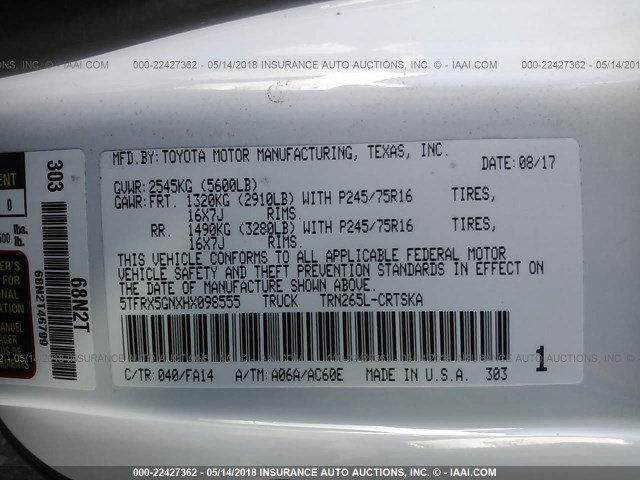 000-22427362 - 05/14/2018 INSURANCE AUTO AUCTIONS, INC. - © - IAAI.COM
MFD.BY: TOYOTA MOTOR MANUFACTURING, TEXAS, INC.
DATE: 08/17
GVWR: 2545KG (5600LB)
GAWR: FRT. 1320KG (2910LB) WITH P245/75R16 TIRES,
16X7J RIMS.
RR. 1490KG (3280LB) WITH P245/75R16 TIRES,
16X7J RIMS.
THIS VEHICLE CONFORMS TO ALL APPLICABLE FEDERAL MOTOR
VEHICLE SAFETY AND THEFT PREVENTION STANDARDS IN EFFECT
ON THE DATE OF MANUFACTURE SHOWN ABOVE.
5TFRX5GNXHX098555 TRUCK TRN265L-CRTSKA
C/TR: 040/FA14 A/TM: A06A/AC60E MADE IN U.S.A. 303
1
303
68N2T
68N2146799
0
lbs.
lb.
000-22427362 - 05/14/2018 INSURANCE AUTO AUCTIONS, INC. - © - IAAI.COM